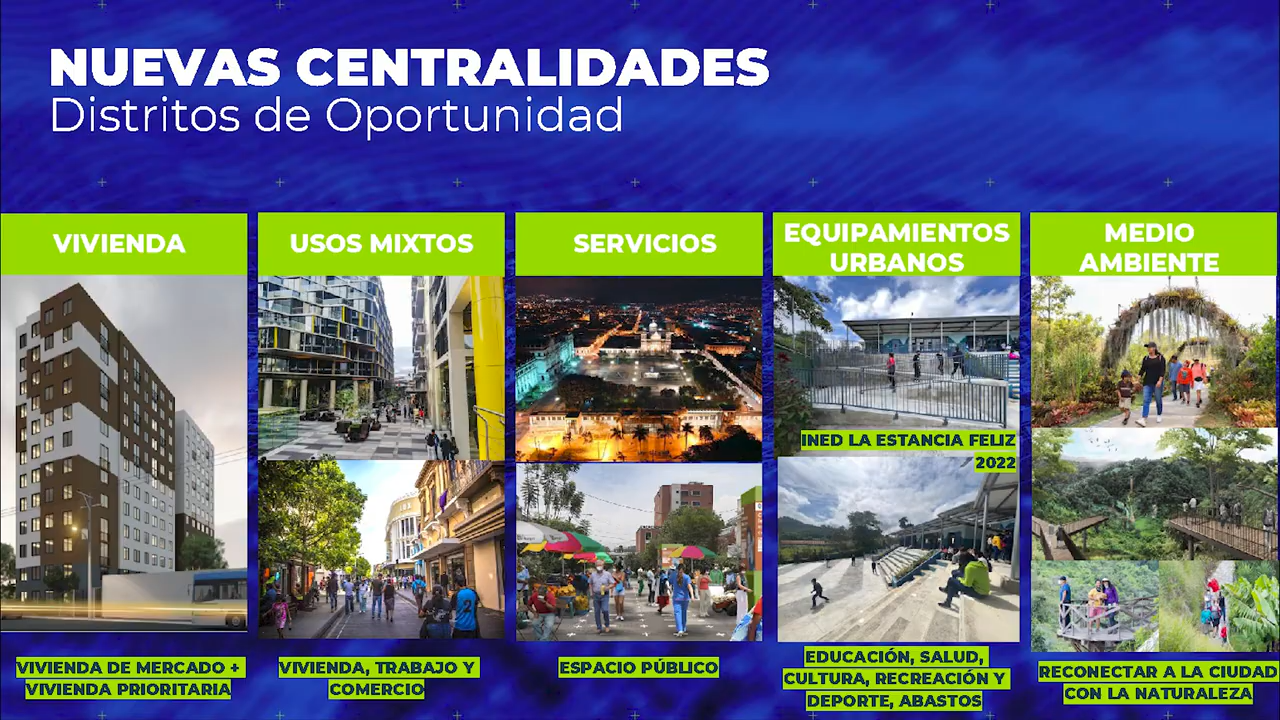 NUEVAS CENTRALIDADES
Distritos de Oportunidad
VIVIENDA
VIVIENDA DE MERCADO +
VIVIENDA PRIORITARIA
USOS MIXTOS
VIVIENDA, TRABAJO Y
COMERCIO
SERVICIOS
ESPACIO PÚBLICO
EQUIPAMIENTOS
URBANOS
INED LA ESTANCIA FELIZ
2022
EDUCACIÓN, SALUD,
CULTURA, RECREACIÓN Y
DEPORTE, ABASTOS
MEDIO
AMBIENTE
RECONECTAR A LA CIUDAD
CON LA NATURALEZA